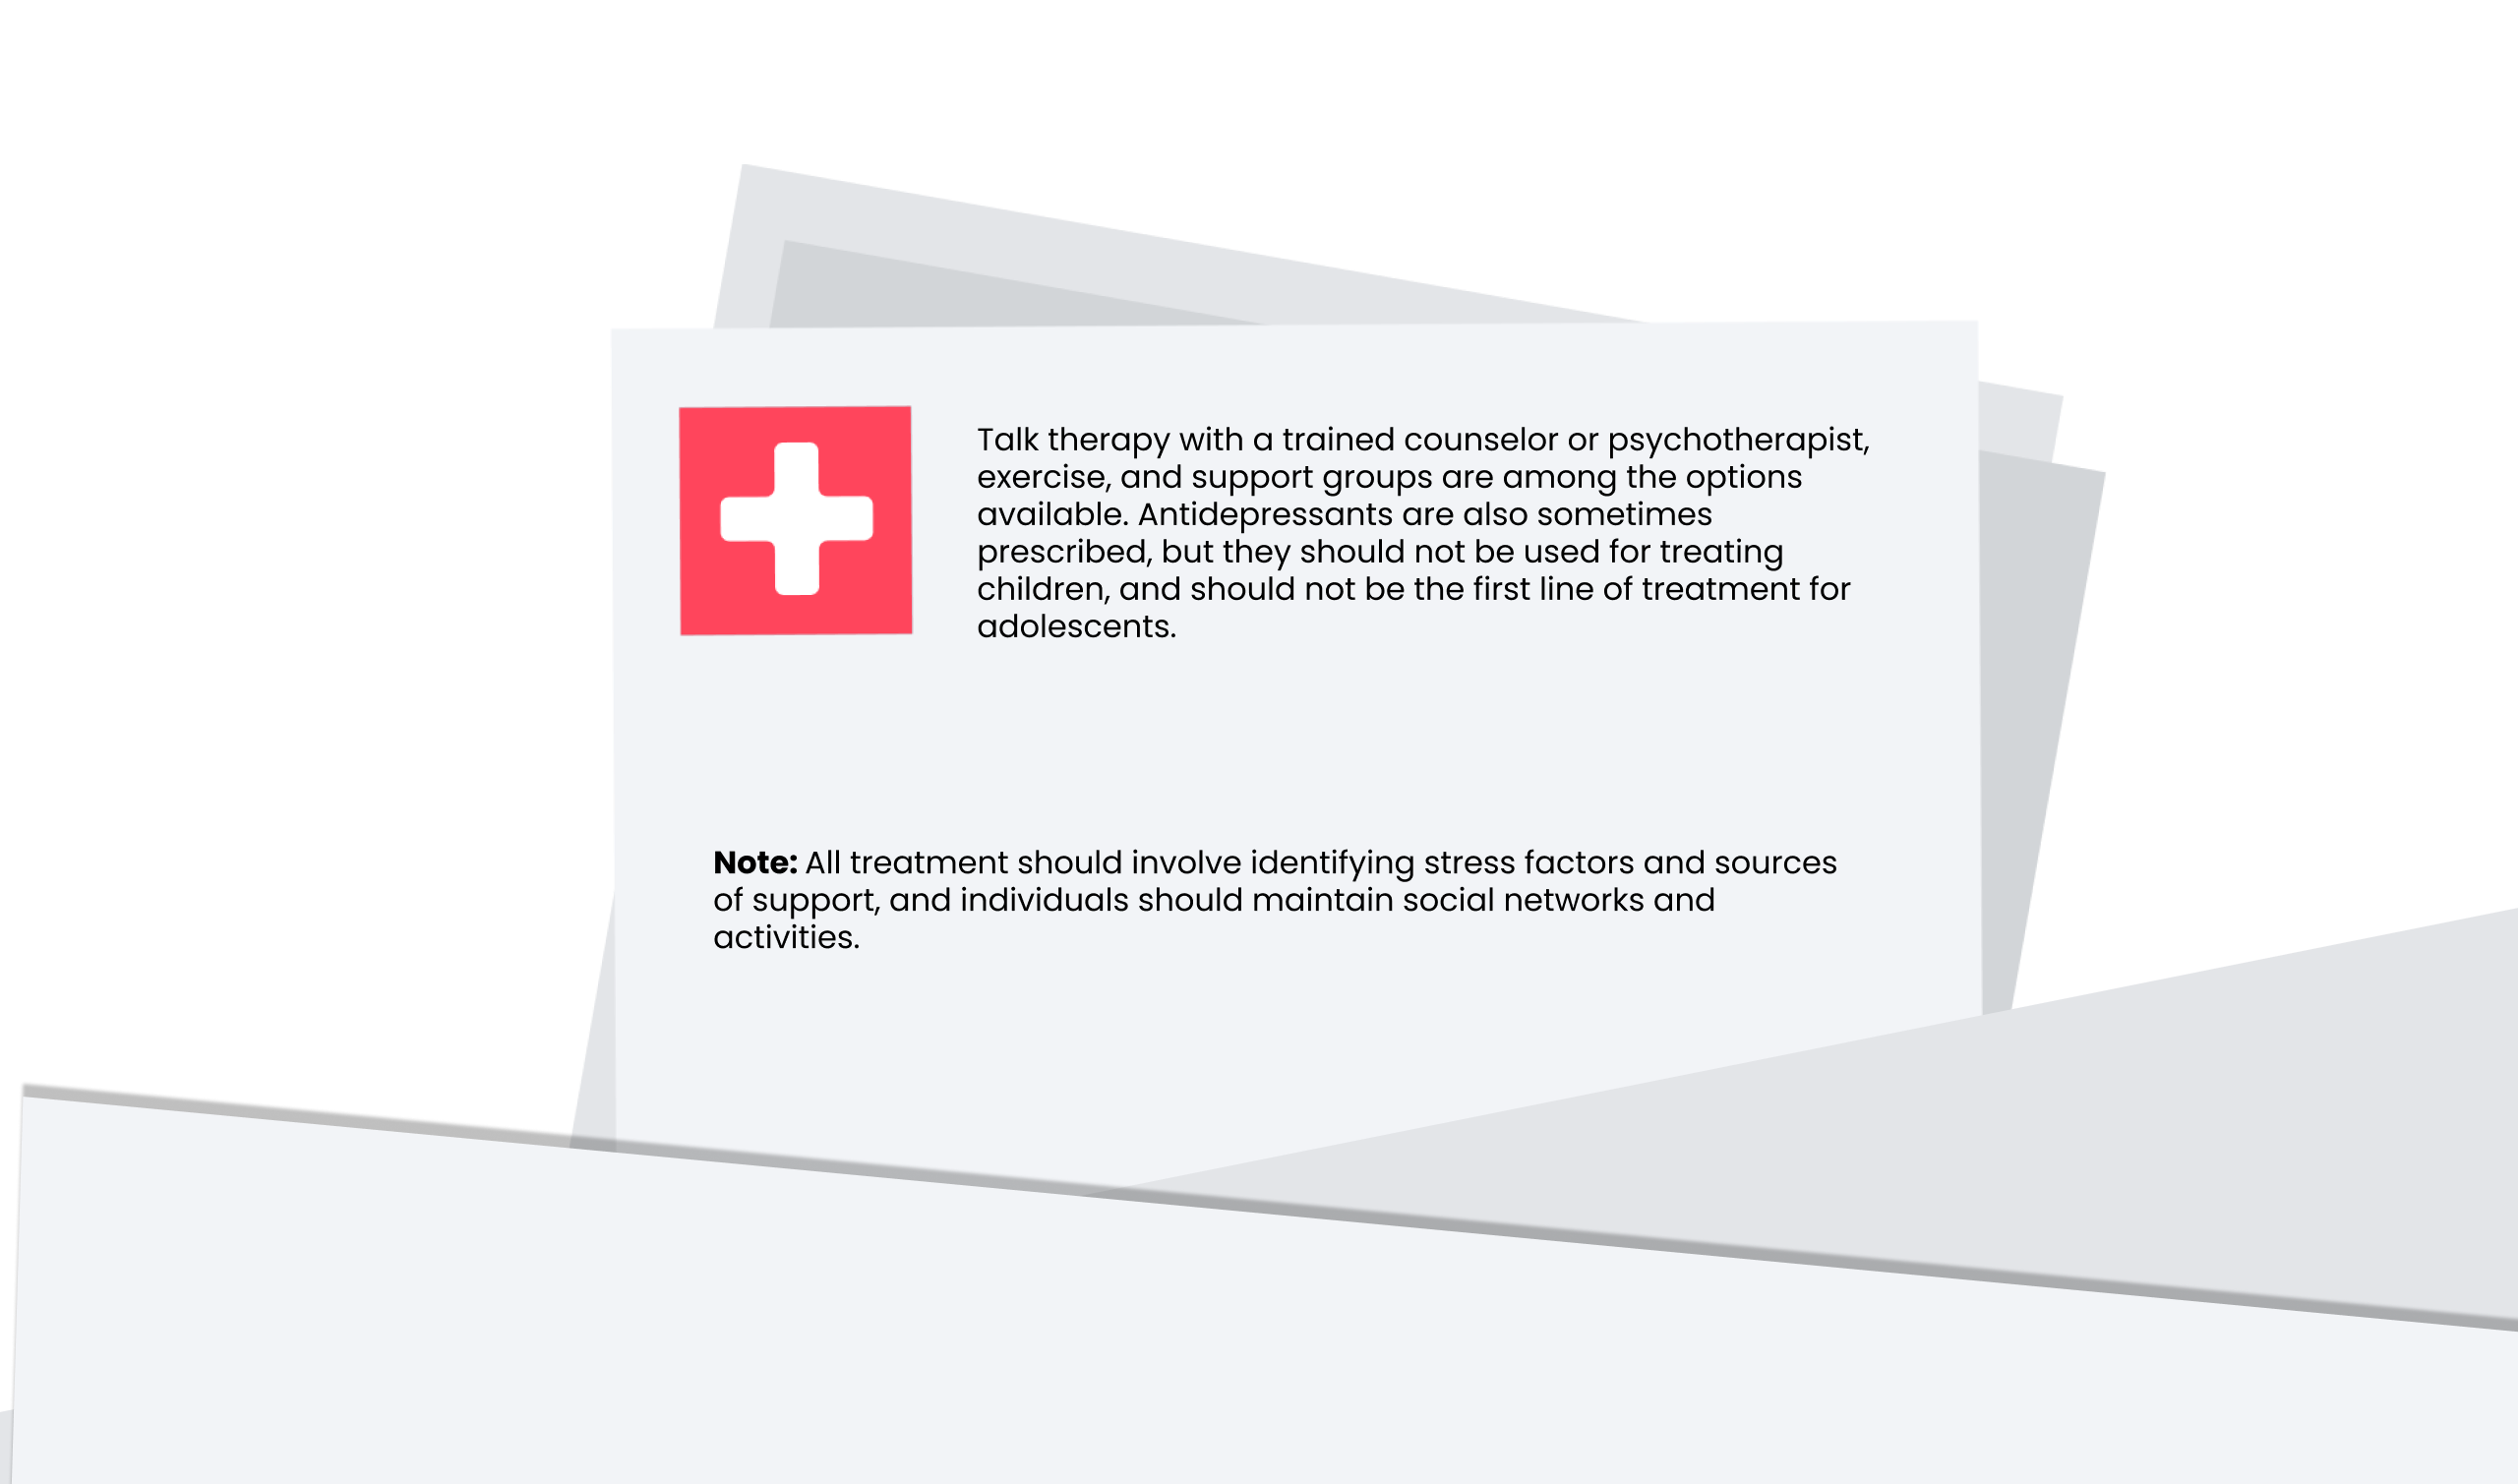 Talk therapy with a trained counselor or psychotherapist,
exercise, and support groups are among the options
available. Antidepressants are also sometimes
prescribed, but they should not be used for treating
children, and should not be the first line of treatment for
adolescents.
Note: All treatment should involve identifying stress factors and sources
of support, and individuals should maintain social networks and
activities.